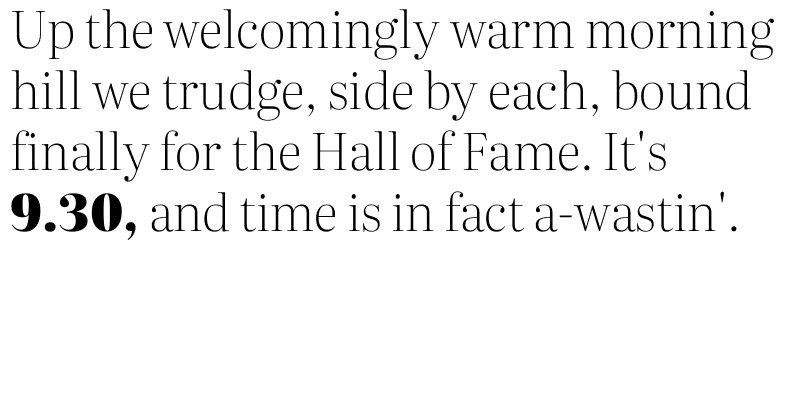 Up the welcomingly warm morning
hill we trudge, side by each, bound
finally for the Hall of Fame. It's
9.30, and time is in fact a-wastin'.